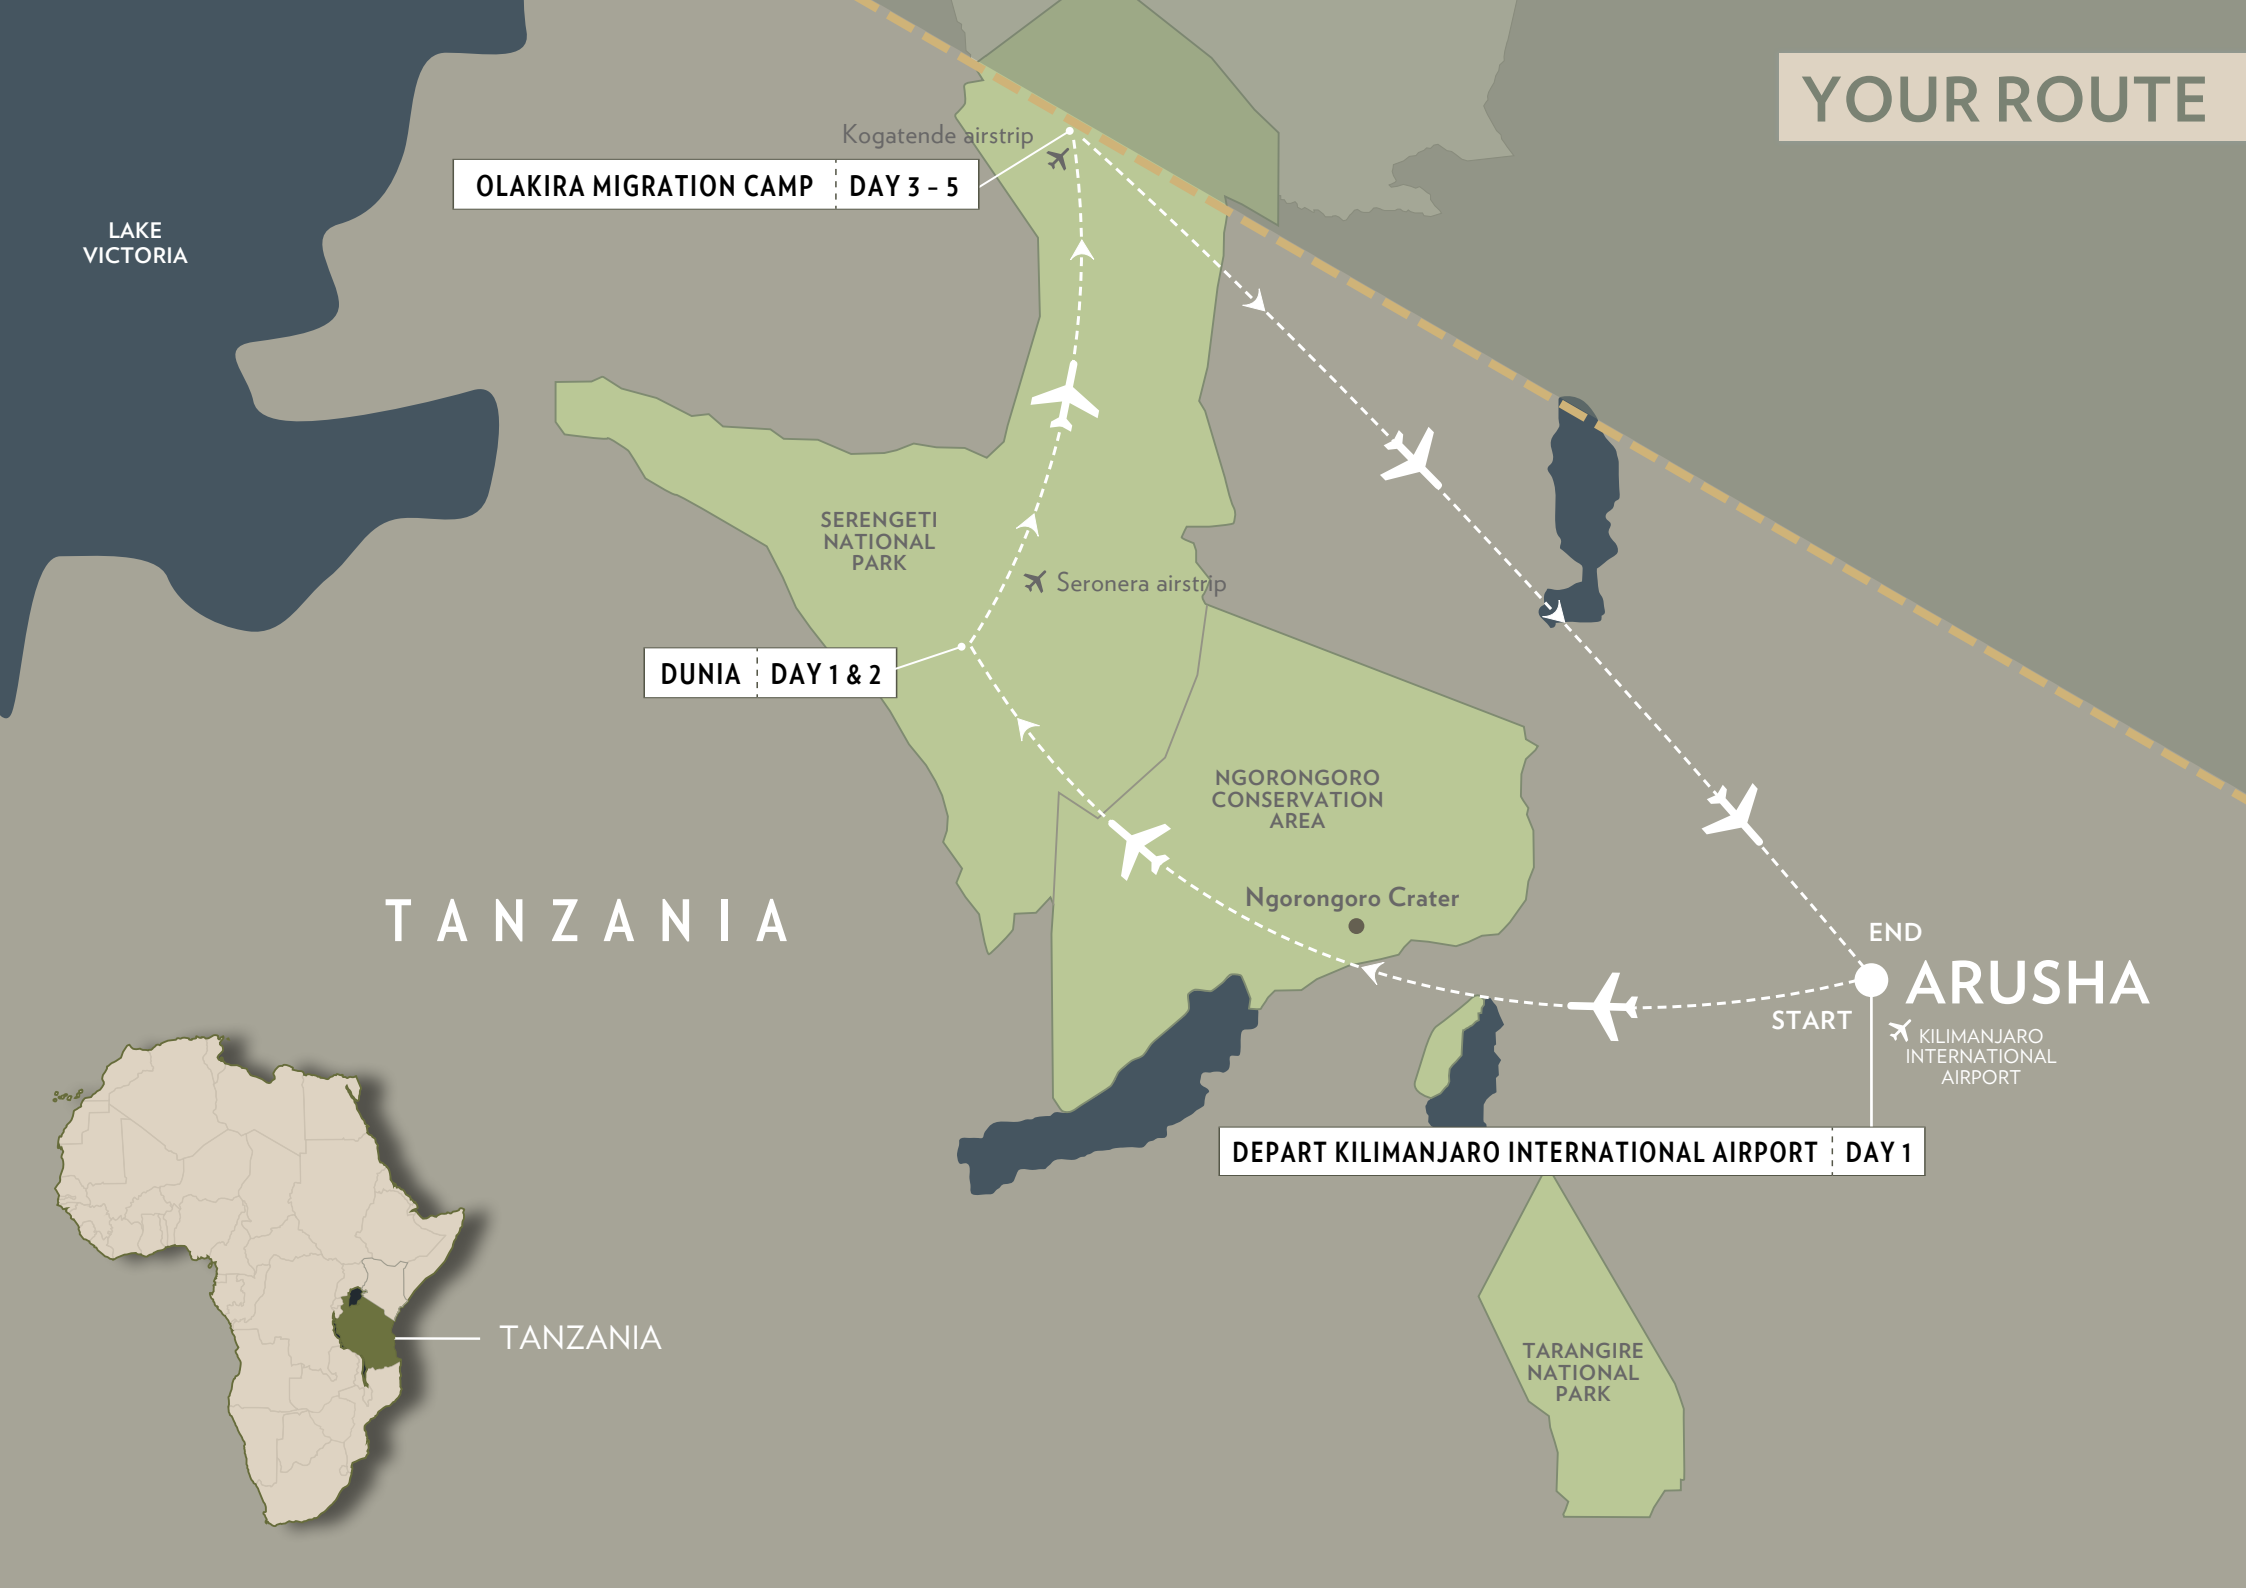 YOUR ROUTE
Kogatende airstrip
OLAKIRA MIGRATION CAMP DAY 3 – 5
LAKE
VICTORIA
SERENGETI
NATIONAL
PARK
Seronera airstrip
DUNIA DAY 1 & 2
NGORONGORO
CONSERVATION
AREA
Ngorongoro Crater
TANZANIA
END
ARUSHA
START
KILIMANJARO
INTERNATIONAL
AIRPORT
DEPART KILIMANJARO INTERNATIONAL AIRPORT DAY 1
TANZANIA
TARANGIRE
NATIONAL
PARK